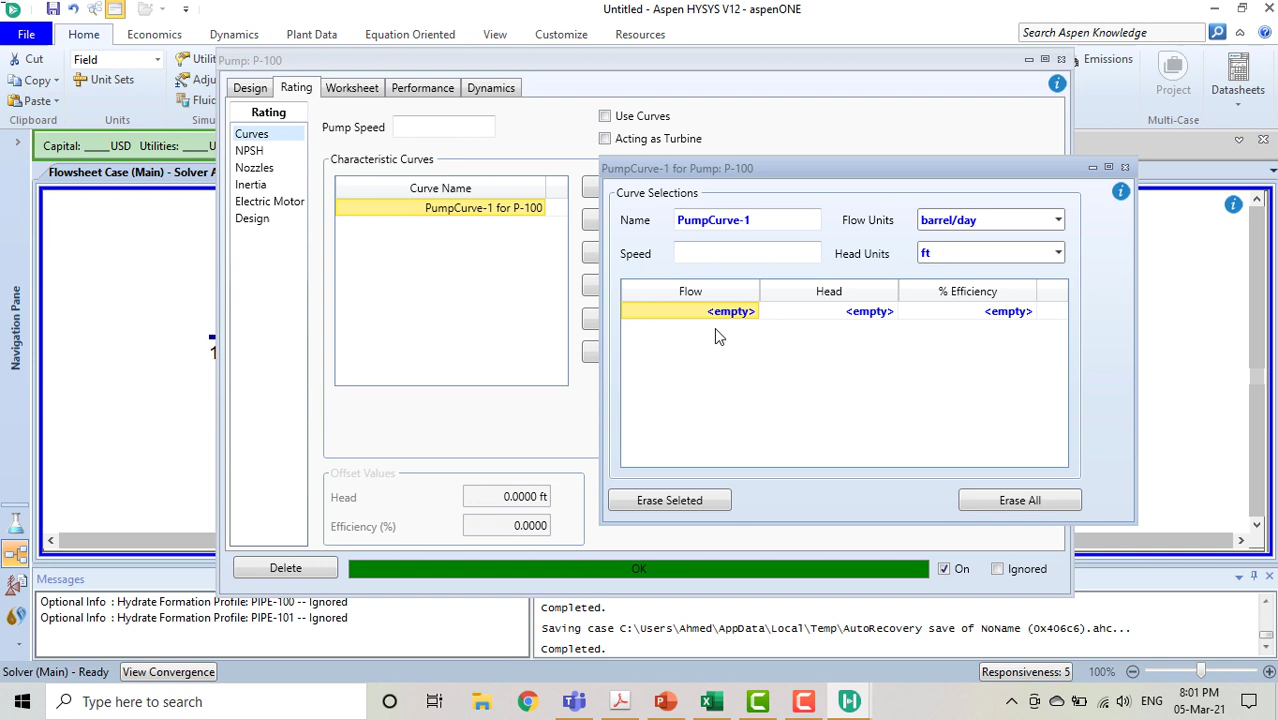 Untitled - Aspen HYSYS V12 - aspenONE
File Home Economics Dynamics Plant Data Equation Oriented View Customize Resources Search Aspen Knowledge
Cut Field
Copy Unit Sets
Paste
Clipboard Units
Emissions
Project Datasheets
Multi-Case
Capital: ____USD Utilities:
Flowsheet Case (Main) - Solver A
Navigation Pane
Pump: P-100
Design Rating Worksheet Performance Dynamics
Rating
Curves
NPSH
Nozzles
Inertia
Electric Motor
Design
Pump Speed
Use Curves
Acting as Turbine
Characteristic Curves
Curve Name
PumpCurve-1 for P-100
Offset Values
Head 0.0000 ft
Efficiency (%) 0.0000
Delete OK On Ignored
PumpCurve-1 for Pump: P-100
Curve Selections
Name PumpCurve-1 Flow Units barrel/day
Speed Head Units ft
Flow Head % Efficiency
<empty> <empty> <empty>
Erase Seleted Erase All
Messages
Optional Info : Hydrate Formation Profile: PIPE-100 -- Ignored
Optional Info : Hydrate Formation Profile: PIPE-101 -- Ignored
Completed.
Saving case C:\Users\Ahmed\AppData\Local\Temp\AutoRecovery save of NoName (0x406c6).ahc...
Completed.
Solver (Main) - Ready View Convergence Responsiveness: 5 100%
Type here to search ENG 8:01 PM
05-Mar-21